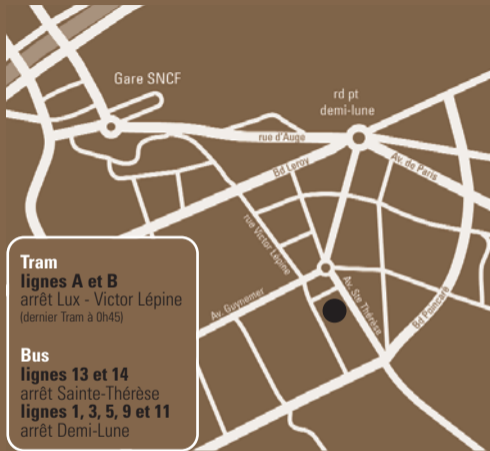 Gare SNCF
rd pt
demi-lune
rue d'Auge
Bd Leroy
Av. de Paris
rue Victor Lépine
Av. Guynemer
Av. Ste Thérèse
Bd Poincaré
Tram
lignes A et B
arrêt Lux - Victor Lépine
(dernier Tram à 0h45)
Bus
lignes 13 et 14
arrêt Sainte-Thérèse
lignes 1, 3, 5, 9 et 11
arrêt Demi-Lune